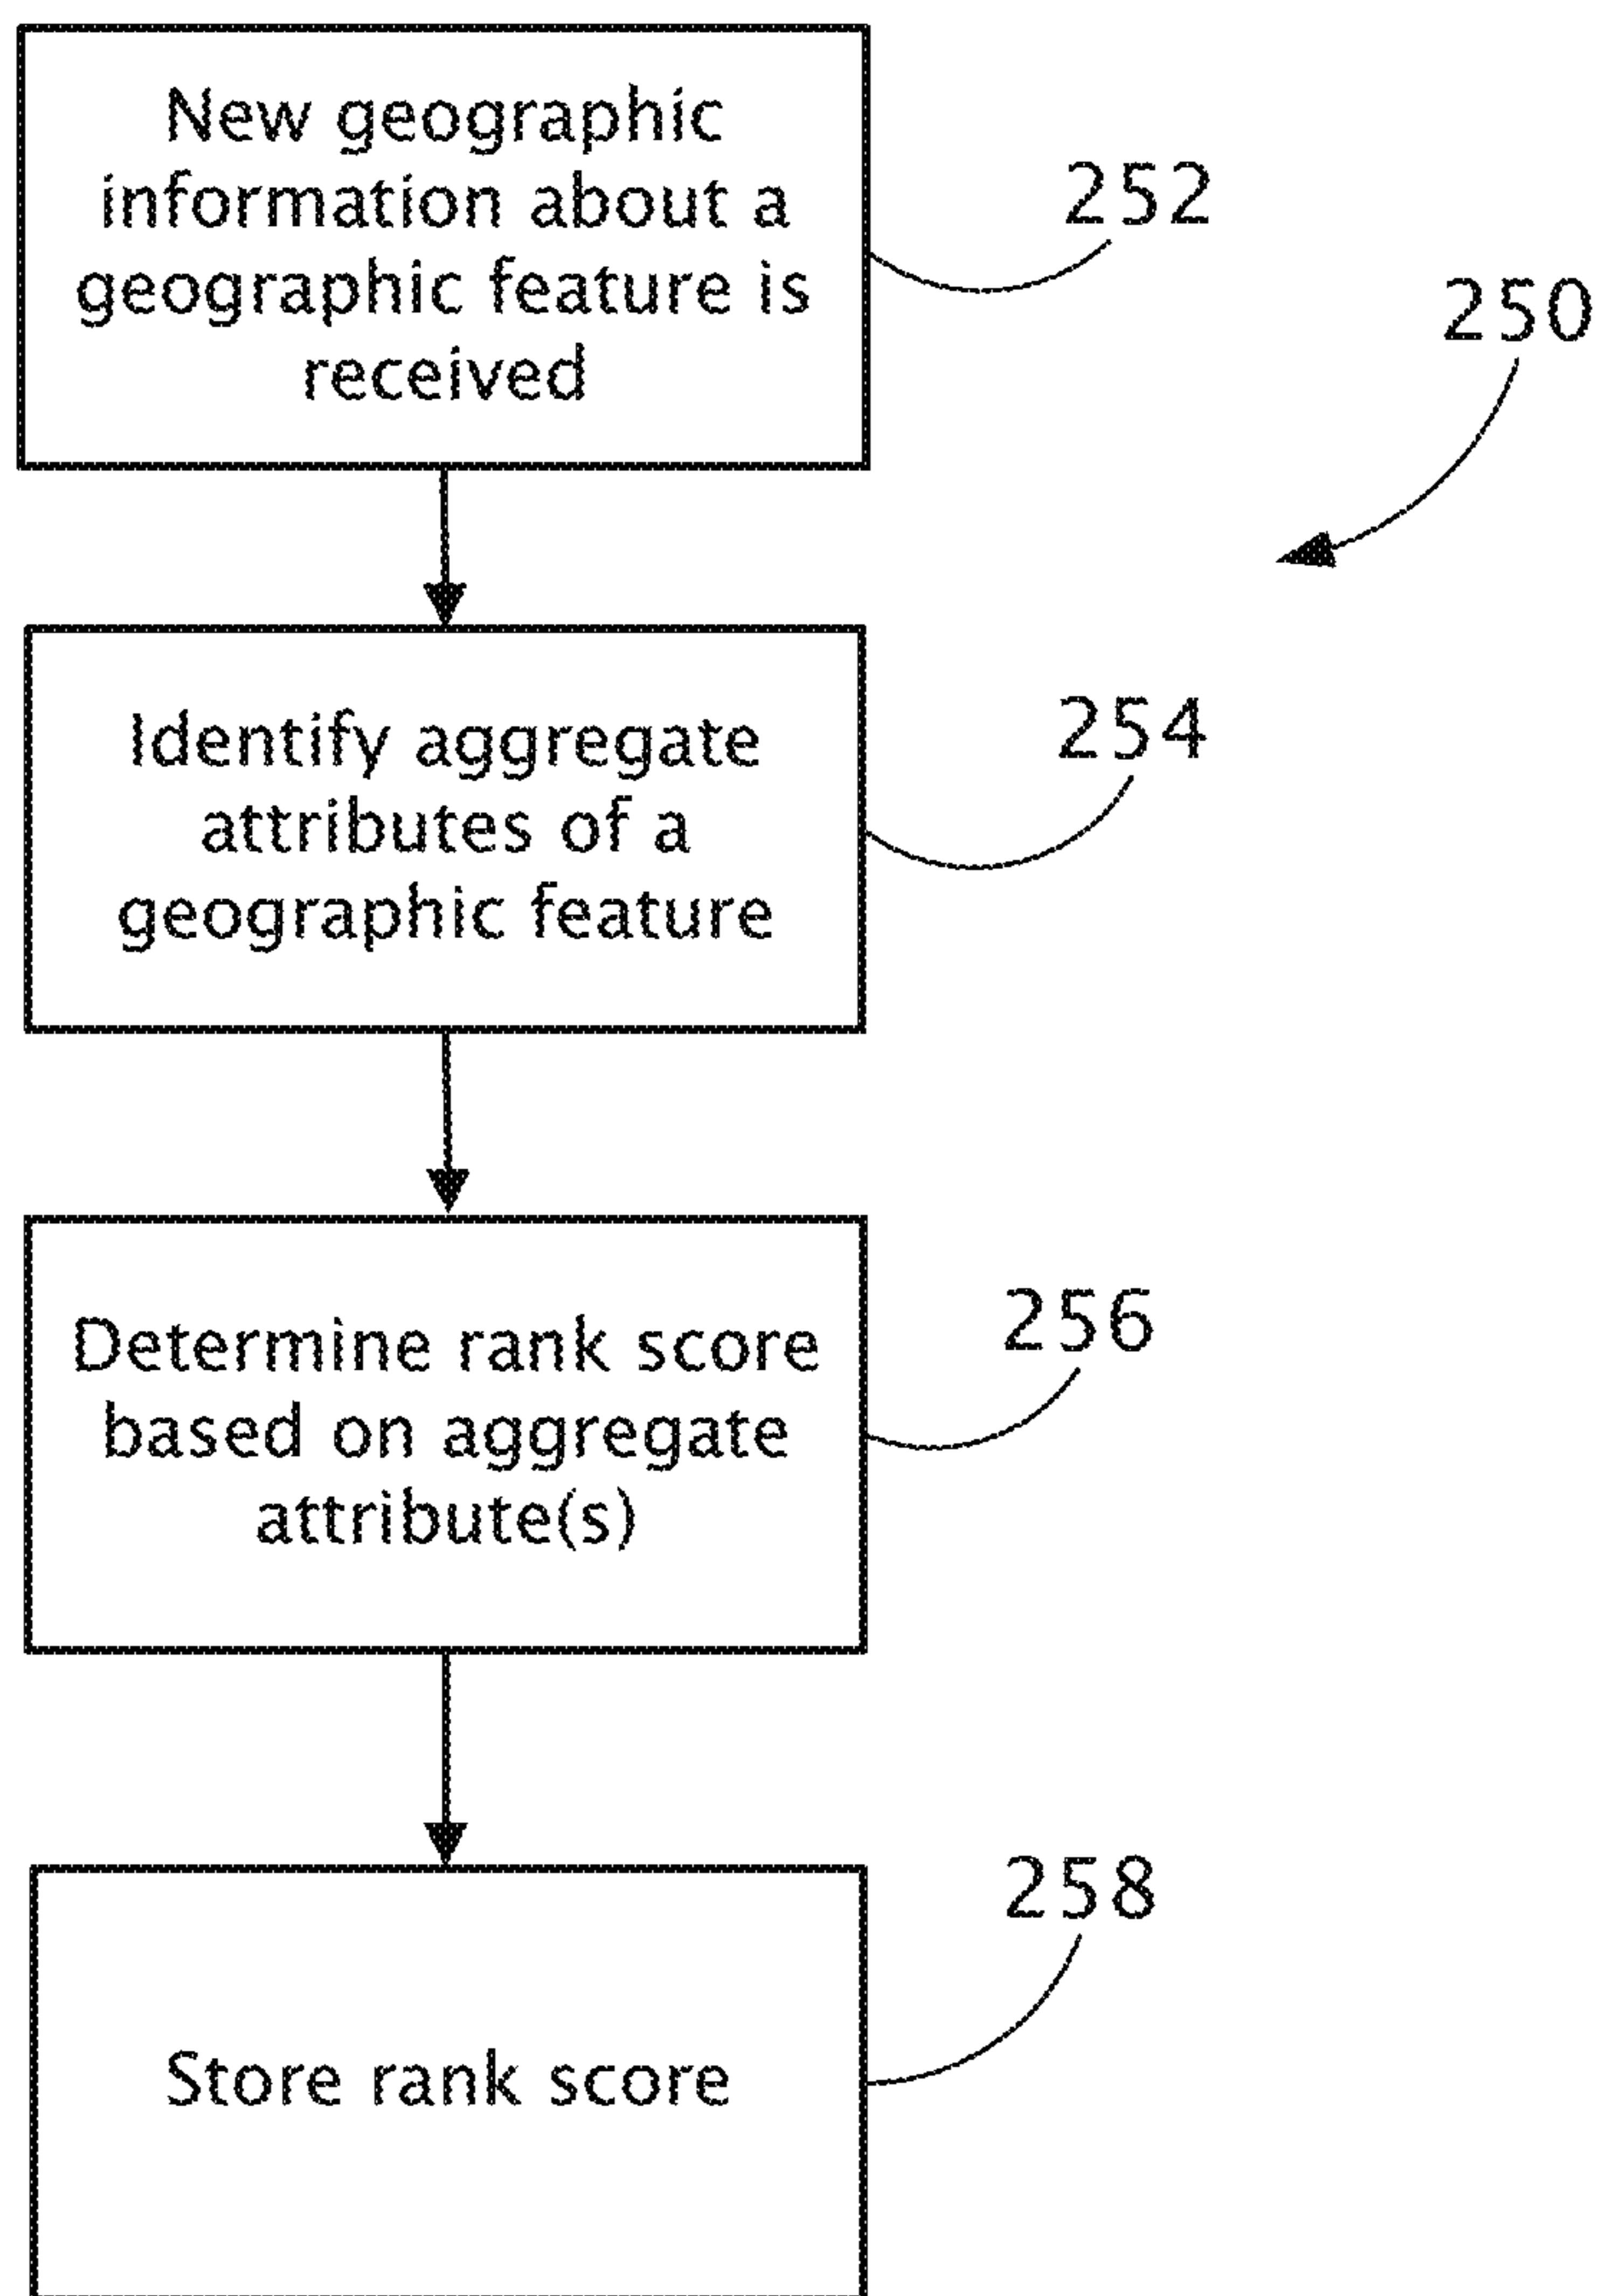 New geographic
information about a
geographic feature is
received
252
250
Identify aggregate
attributes of a
geographic feature
254
Determine rank score
based on aggregate
attribute(s)
256
Store rank score
258